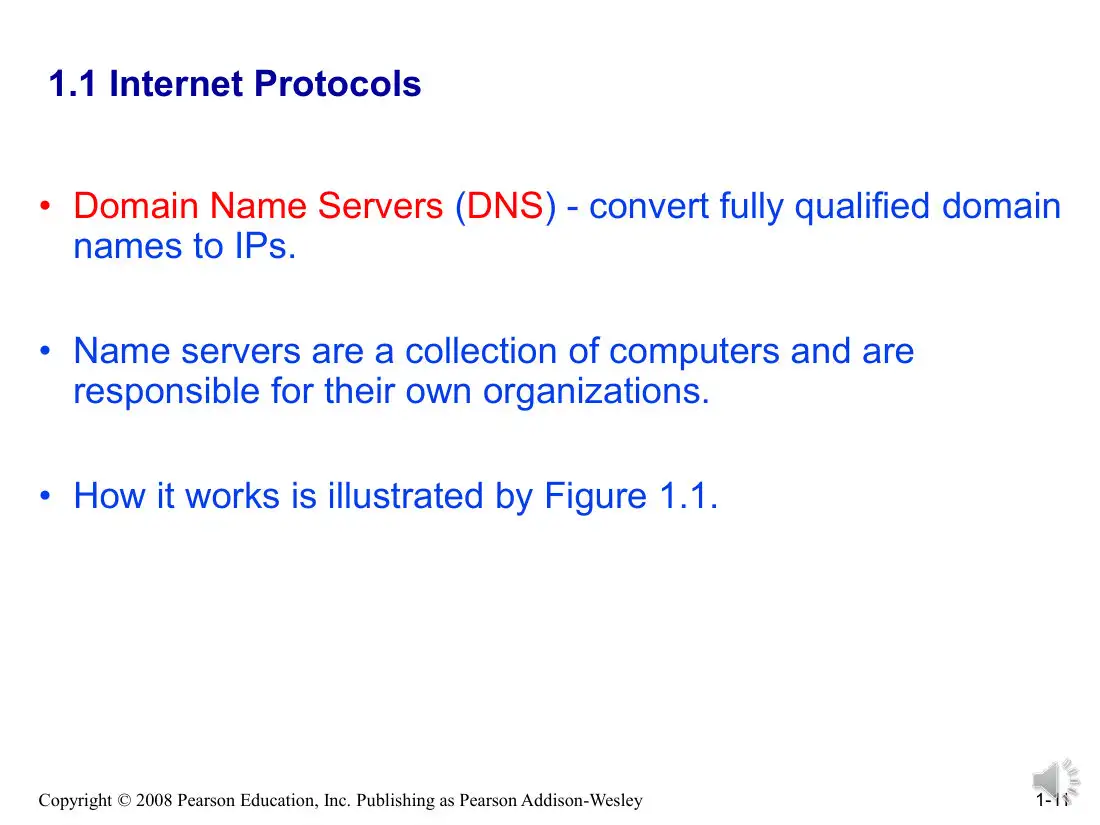 1.1 Internet Protocols
• Domain Name Servers (DNS) - convert fully qualified domain
names to IPs.
• Name servers are a collection of computers and are
responsible for their own organizations.
• How it works is illustrated by Figure 1.1.
Copyright © 2008 Pearson Education, Inc. Publishing as Pearson Addison-Wesley
1-11